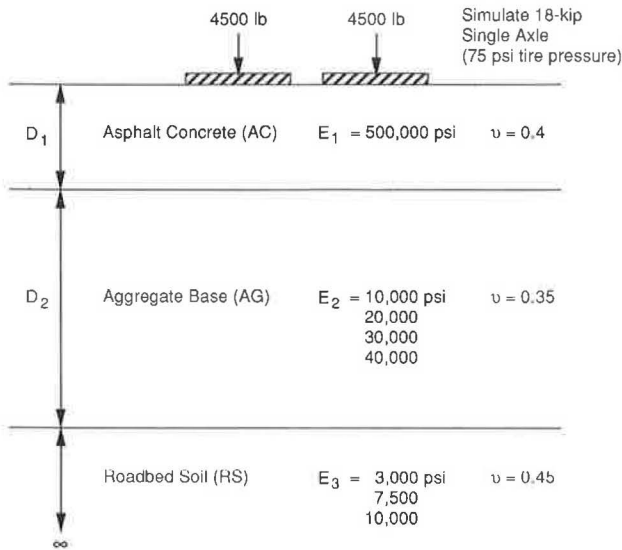 4500 lb 4500 lb Simulate 18-kip
Single Axle
(75 psi tire pressure)
D1 Asphalt Concrete (AC) E1 = 500,000 psi υ = 0.4
D2 Aggregate Base (AG) E2 = 10,000 psi υ = 0.35
20,000
30,000
40,000
Roadbed Soil (RS) E3 = 3,000 psi υ = 0.45
7,500
10,000
∞